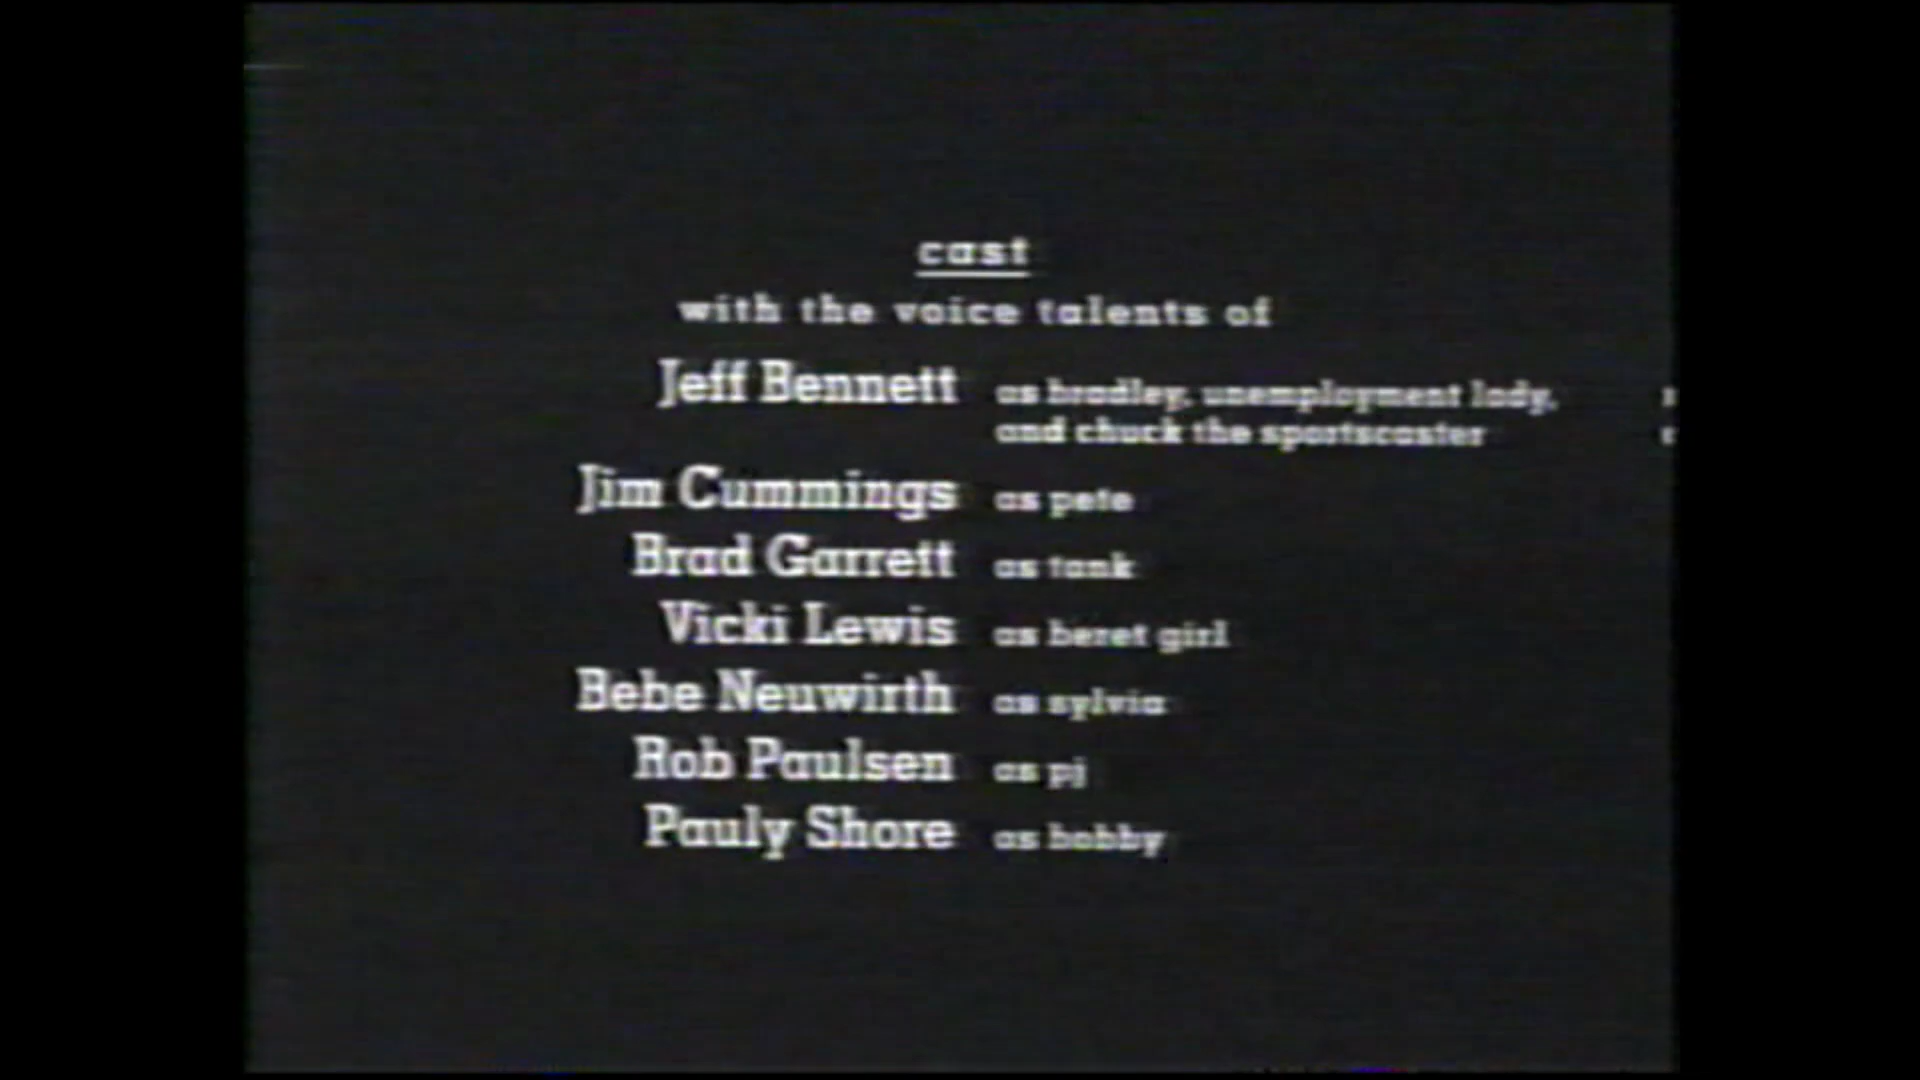 cast
with the voice talents of
Jeff Bennett as bradley, unemployment lady,
and chuck the sportscaster
Jim Cummings as pete
Brad Garrett as tank
Vicki Lewis as beret girl
Bebe Neuwirth as sylvia
Rob Paulsen as pj
Pauly Shore as bobby